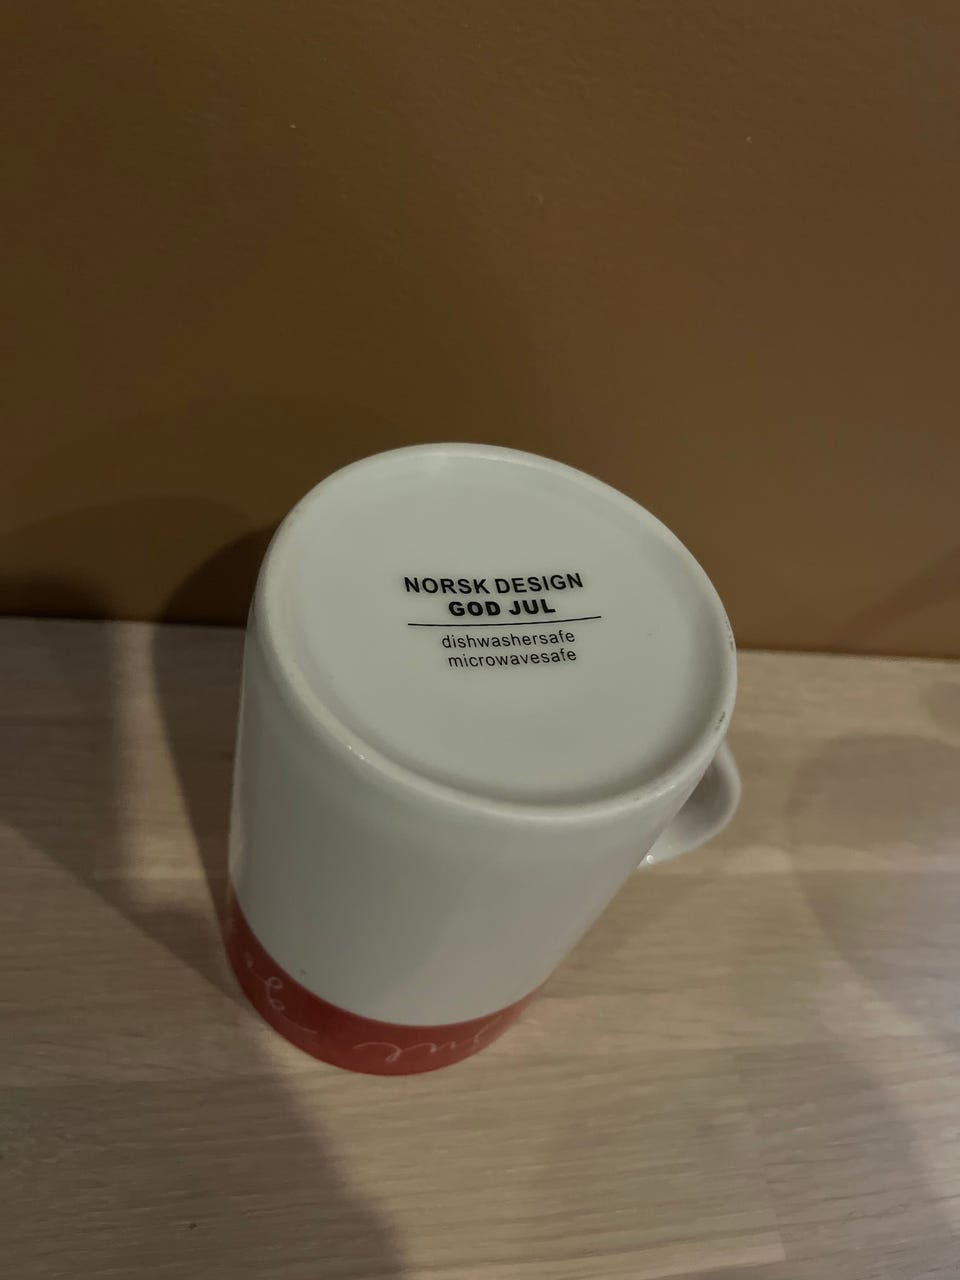 NORSK DESIGN
GOD JUL
dishwashersafe
microwavesafe